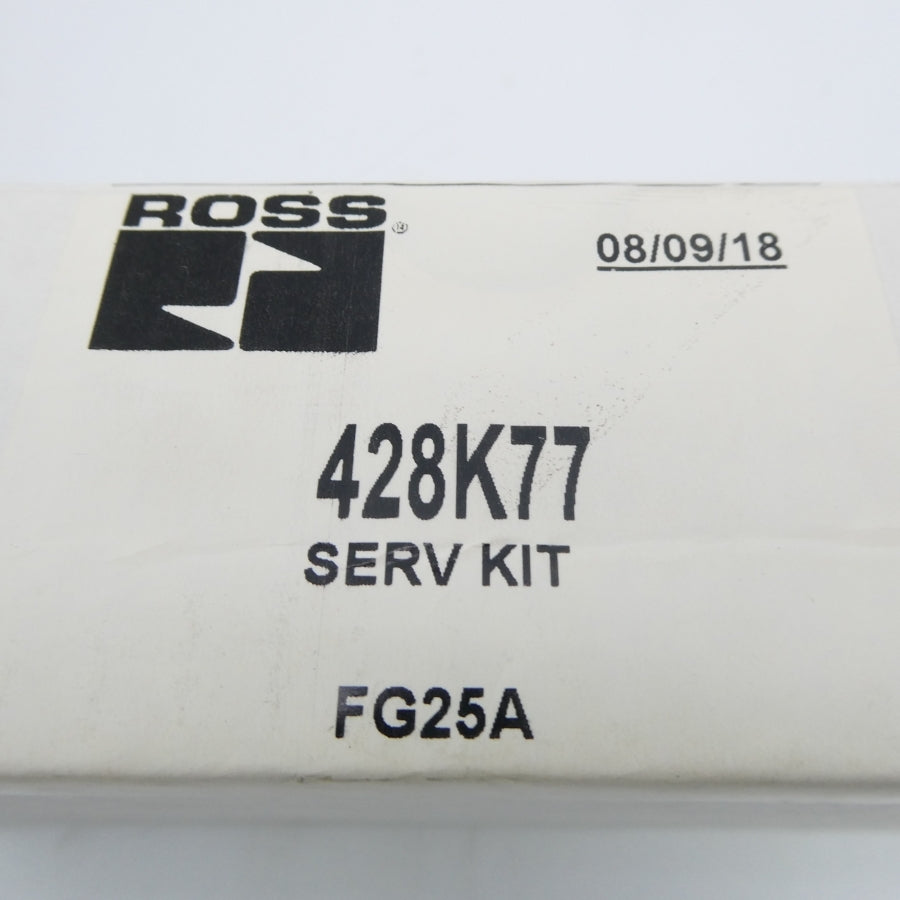 ROSS
08/09/18
428K77
SERV KIT
FG25A